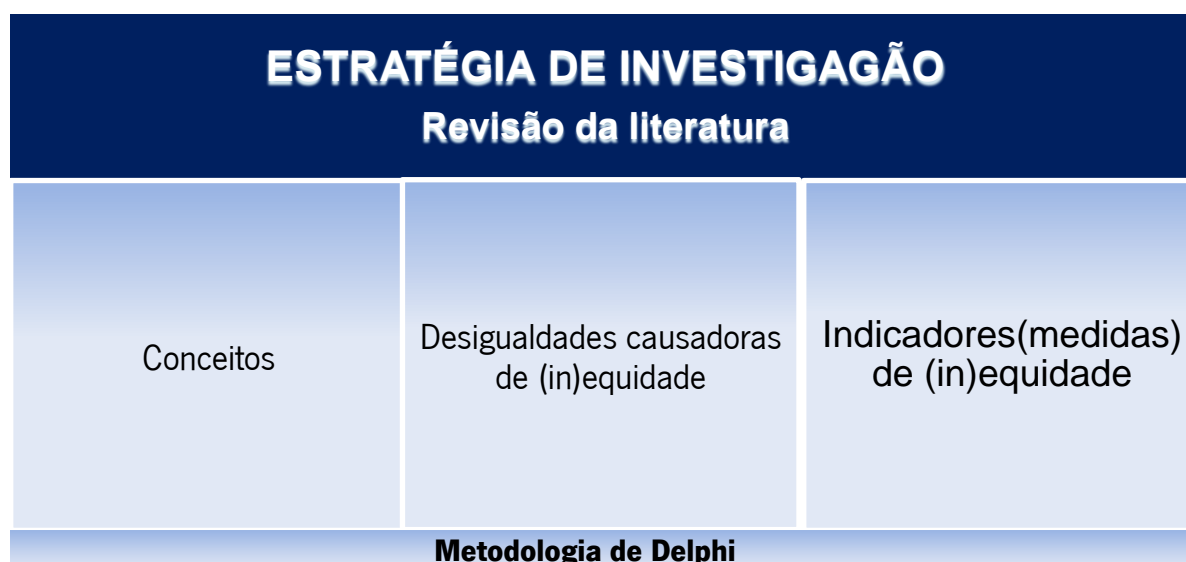 ESTRATÉGIA DE INVESTIGAGÃO
Revisão da literatura
Conceitos
Desigualdades causadoras
de (in)equidade
Indicadores(medidas)
de (in)equidade
Metodologia de Delphi